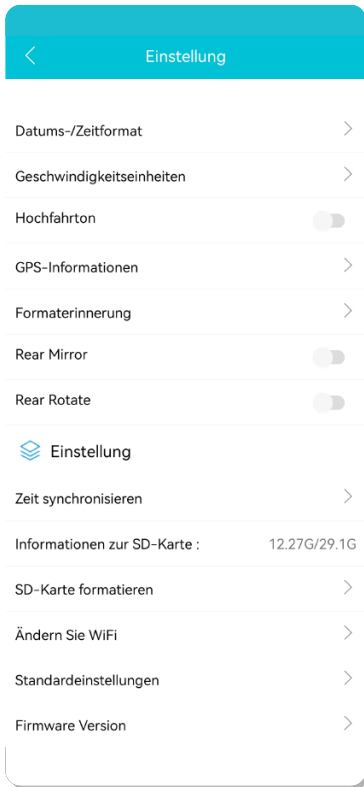 Einstellung
Datums-/Zeitformat
Geschwindigkeitseinheiten
Hochfahrton
GPS-Informationen
Formaterinnerung
Rear Mirror
Rear Rotate
Einstellung
Zeit synchronisieren
Informationen zur SD-Karte : 12.27G/29.1G
SD-Karte formatieren
Ändern Sie WiFi
Standardeinstellungen
Firmware Version